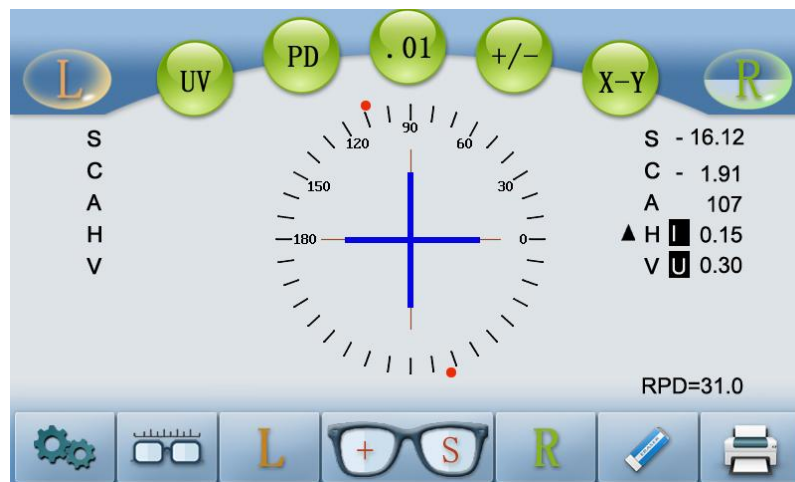 L UV PD .01 +/- X-Y R
S
C
A
H
V
90
120 60
150 30
180 0
S - 16.12
C - 1.91
A 107
▲ H I 0.15
V U 0.30
RPD=31.0
L + S R